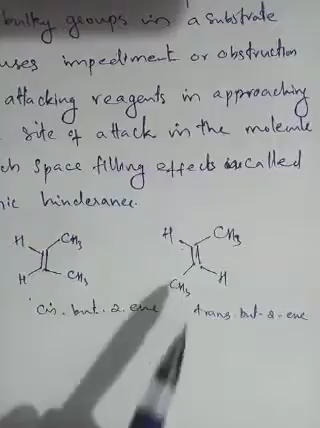 bulky groups in a substrate
uses impediment or obstruction
attacking reagents in approaching
site of attack in the molecule
ch space filling effect is called
ic hinderance.
H CH3 H CH3
H CH3 CH3 H
cis-but-2-ene trans-but-2-ene